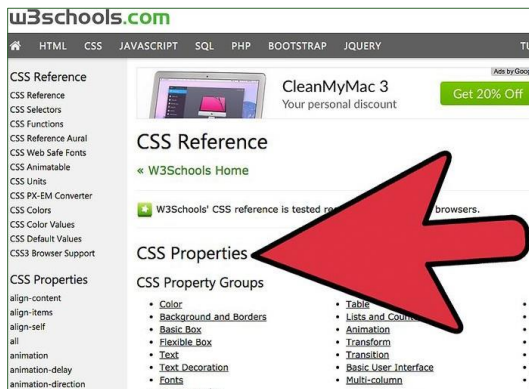 w3schools.com
HTML CSS JAVASCRIPT SQL PHP BOOTSTRAP JQUERY
CSS Reference
CSS Reference
CSS Selectors
CSS Functions
CSS Reference Aural
CSS Web Safe Fonts
CSS Animatable
CSS Units
CSS PX-EM Converter
CSS Colors
CSS Color Values
CSS Default Values
CSS3 Browser Support
CSS Properties
align-content
align-items
align-self
all
animation
animation-delay
animation-direction
Ads by Goo
CleanMyMac 3
Your personal discount
Get 20% Off
CSS Reference
« W3Schools Home
W3Schools' CSS reference is tested browsers.
CSS Properties
CSS Property Groups
• Color
• Background and Borders
• Basic Box
• Flexible Box
• Text
• Text Decoration
• Fonts
• Table
• Lists and
• Animation
• Transform
• Transition
• Basic User Interface
• Multi-column